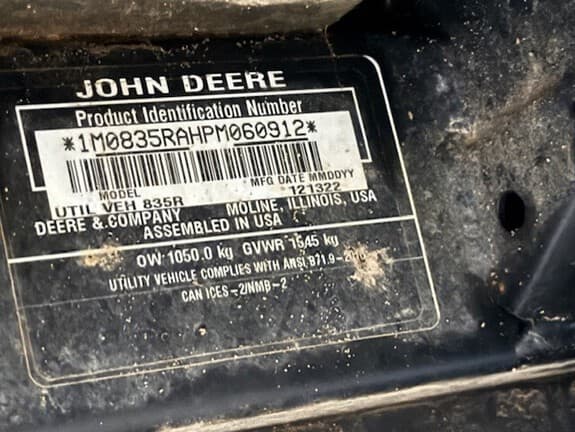 JOHN DEERE
Product Identification Number
*1M0835RAHPM060912*
MODEL MFG DATE MMDDYY
UTIL VEH 835R 121322
DEERE & COMPANY MOLINE, ILLINOIS, USA
ASSEMBLED IN USA
OW 1050.0 kg GVWR 1545 kg
UTILITY VEHICLE COMPLIES WITH ANSI B71.9-
CAN ICES-2/NMB-2